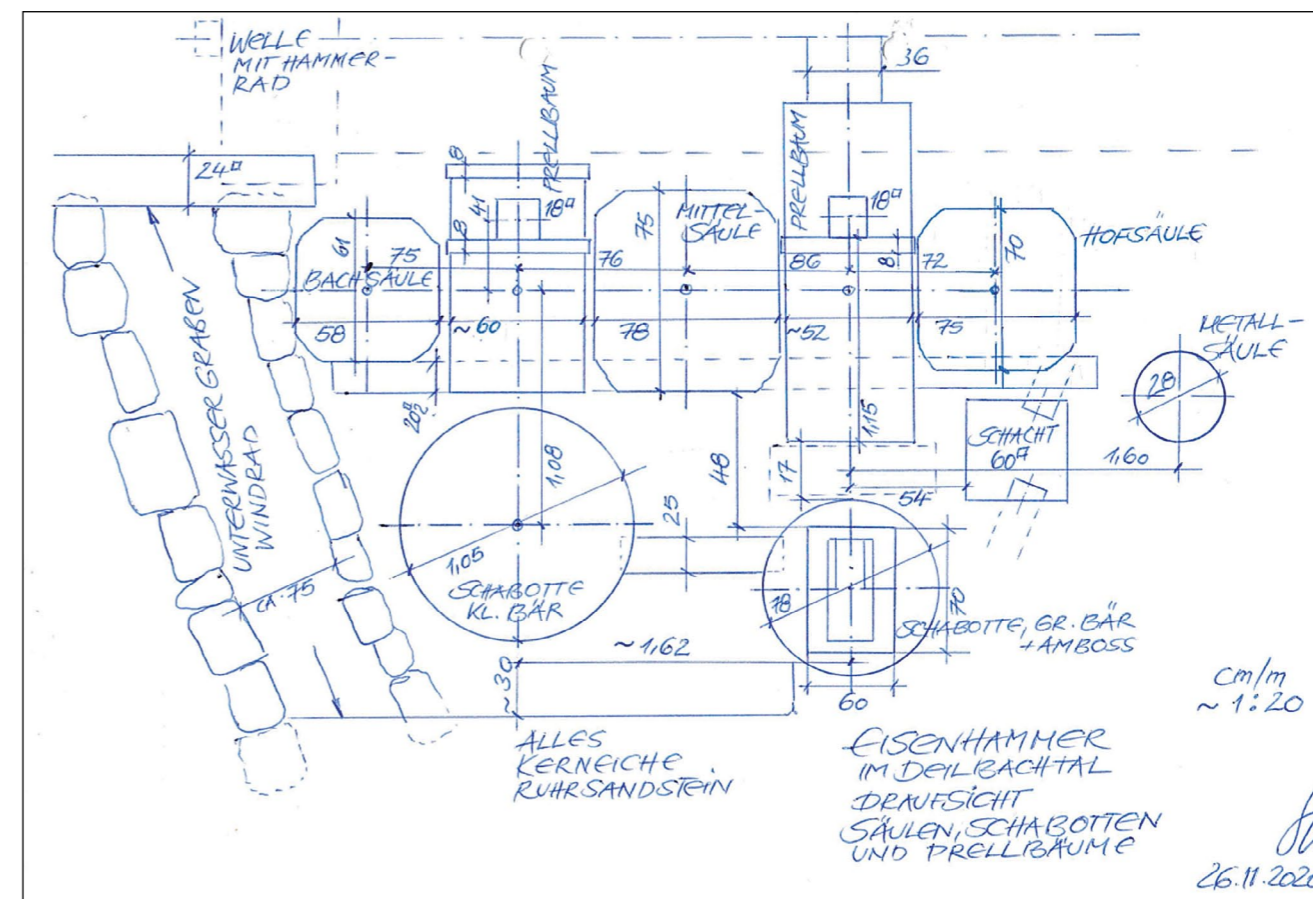 WELLE
MIT HAMMER-
RAD
PRELLBAUM
PRELLBAUM
36
24
8
41
8
18
75
MITTEL-
SÄULE
18
HOFSÄULE
70
61
75
76
86
8
72
BACHSÄULE
58
~60
78
~52
75
METALL-
SÄULE
28
UNTERWASSERGRABEN
WINDRAD
20
1,08
48
17
1,15
SCHACHT
60
1,60
54
25
CA. 75
1,05
SCHABOTTE
KL. BÄR
78
70
SCHABOTTE, GR. BÄR
+ AMBOSS
~1,62
~30
60
cm/m
~ 1:20
ALLES
KERNEICHE
RUHRSANDSTEIN
EISENHAMMER
IM DEILBACHTAL
DRAUFSICHT
SÄULEN, SCHABOTTEN
UND PRELLBÄUME
26.11.2020